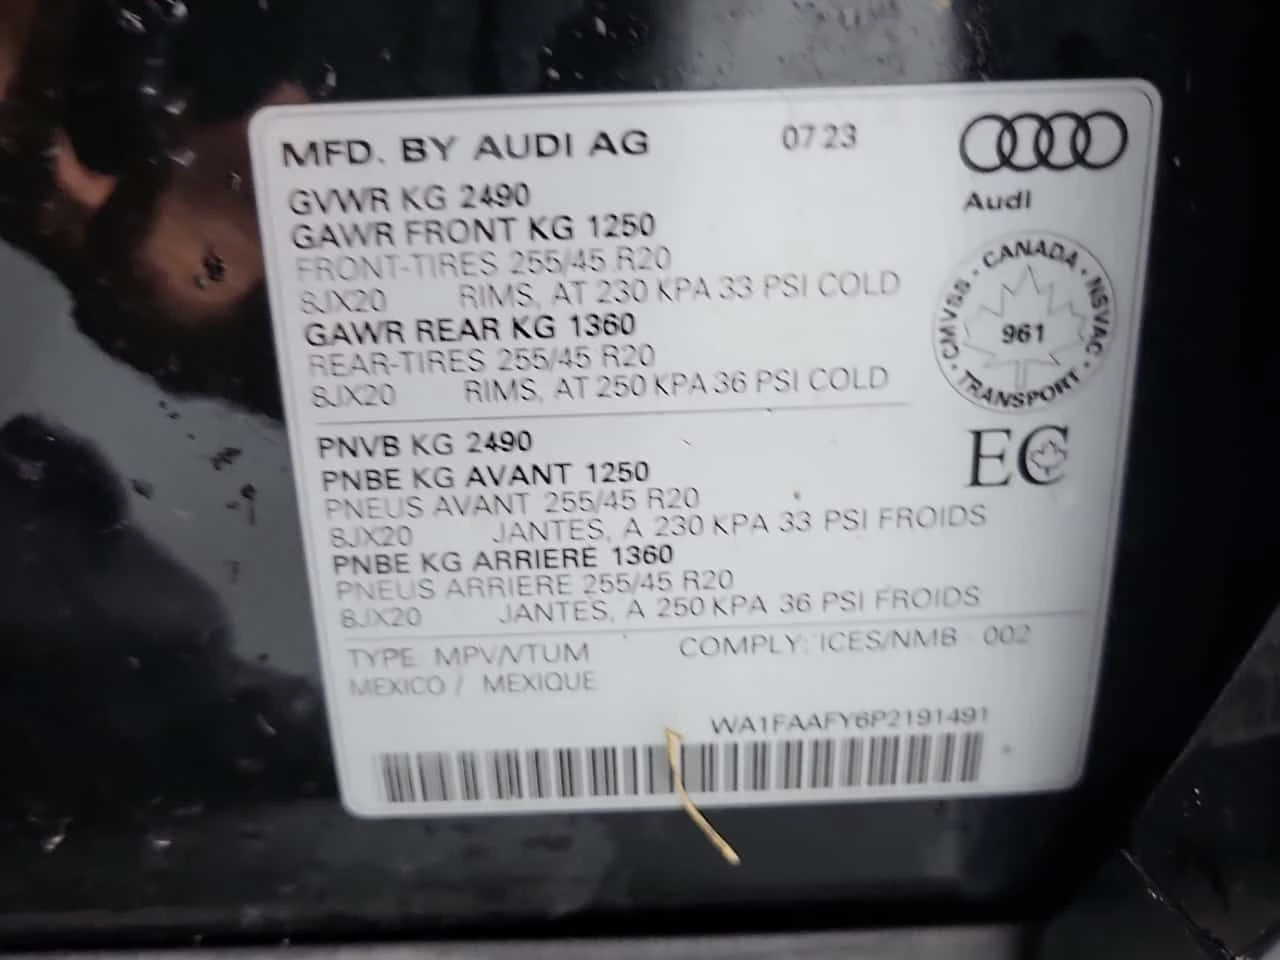 MFD. BY AUDI AG 07 23
Audi
GVWR KG 2490
GAWR FRONT KG 1250
FRONT-TIRES 255/45 R20
8JX20 RIMS, AT 230 KPA 33 PSI COLD
GAWR REAR KG 1360
REAR-TIRES 255/45 R20
8JX20 RIMS, AT 250 KPA 36 PSI COLD
CANADA · NSVAC · TRANSPORT · CMVSS ·
961
PNVB KG 2490
PNBE KG AVANT 1250
PNEUS AVANT 255/45 R20
8JX20 JANTES, A 230 KPA 33 PSI FROIDS
PNBE KG ARRIERE 1360
PNEUS ARRIERE 255/45 R20
8JX20 JANTES, A 250 KPA 36 PSI FROIDS
EC
TYPE: MPV/VTUM COMPLY: ICES/NMB - 002
MEXICO / MEXIQUE
WA1FAAFY6P2191491